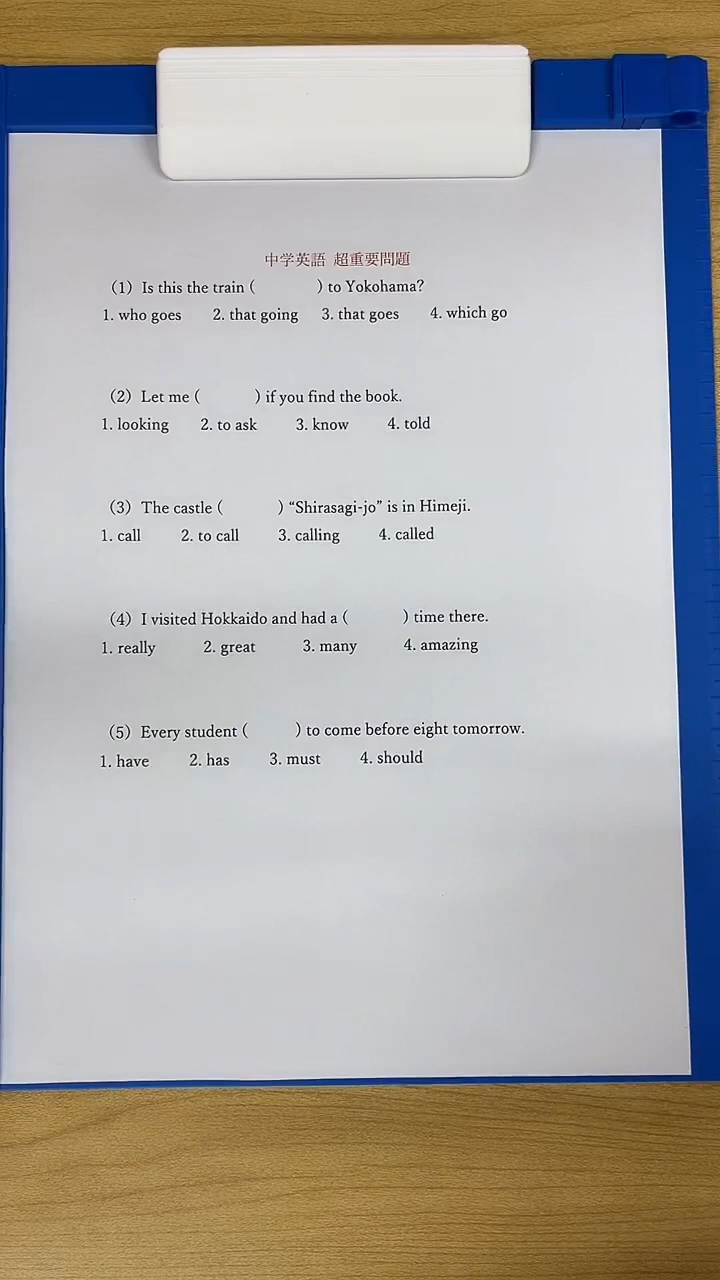 中学英語 超重要問題
（1）Is this the train (　　　) to Yokohama?
1. who goes　2. that going　3. that goes　4. which go
（2）Let me (　　　) if you find the book.
1. looking　2. to ask　3. know　4. told
（3）The castle (　　　) “Shirasagi-jo” is in Himeji.
1. call　2. to call　3. calling　4. called
（4）I visited Hokkaido and had a (　　　) time there.
1. really　2. great　3. many　4. amazing
（5）Every student (　　　) to come before eight tomorrow.
1. have　2. has　3. must　4. should